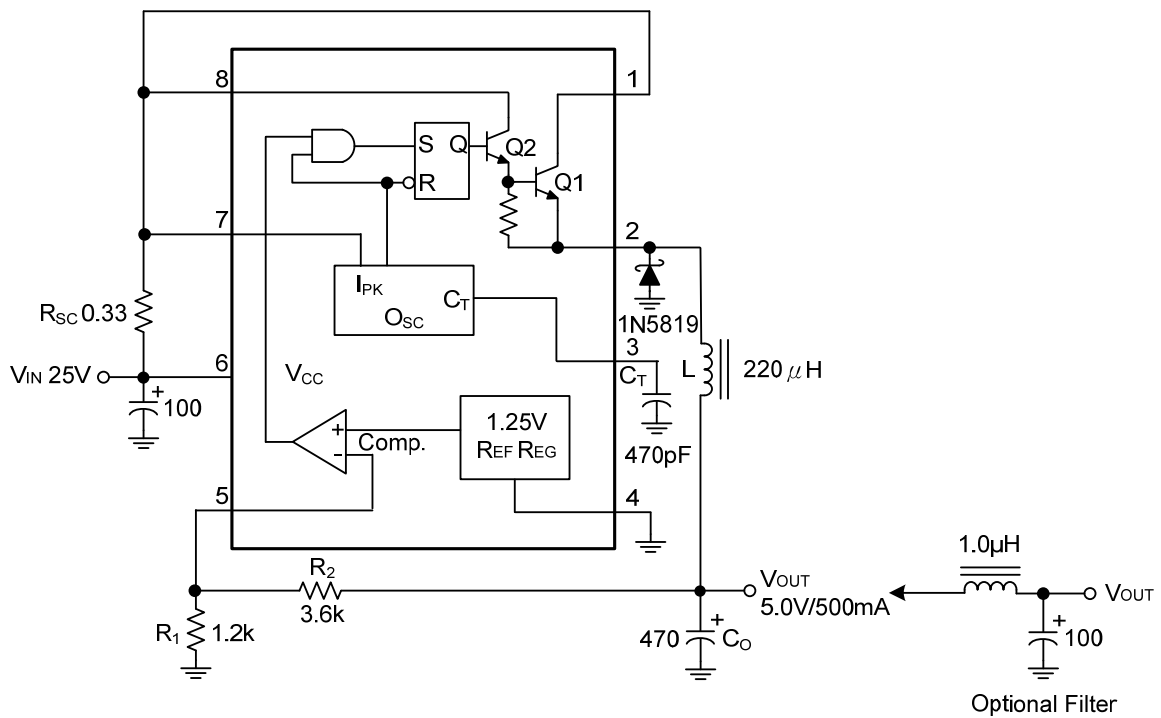 8
1
S
Q
Q2
R
Q1
7
2
IPK
CT
OSC
RSC 0.33
1N5819
3
6
CT
L
220 μH
VIN 25V
VCC
+
100
1.25V
REF REG
+
Comp.
-
470pF
5
4
R2
3.6k
1.0µH
VOUT
5.0V/500mA
VOUT
R1
1.2k
+
470
CO
+
100
Optional Filter